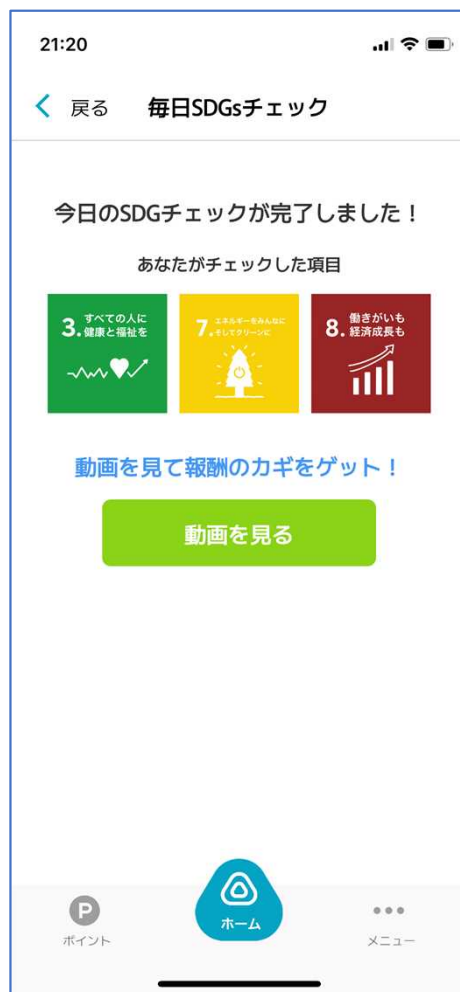 21:20
戻る 毎日SDGsチェック
今日のSDGチェックが完了しました！
あなたがチェックした項目
3. すべての人に
健康と福祉を
7. エネルギーをみんなに
そしてクリーンに
8. 働きがいも
経済成長も
動画を見て報酬のカギをゲット！
動画を見る
P
ポイント
ホーム
メニュー